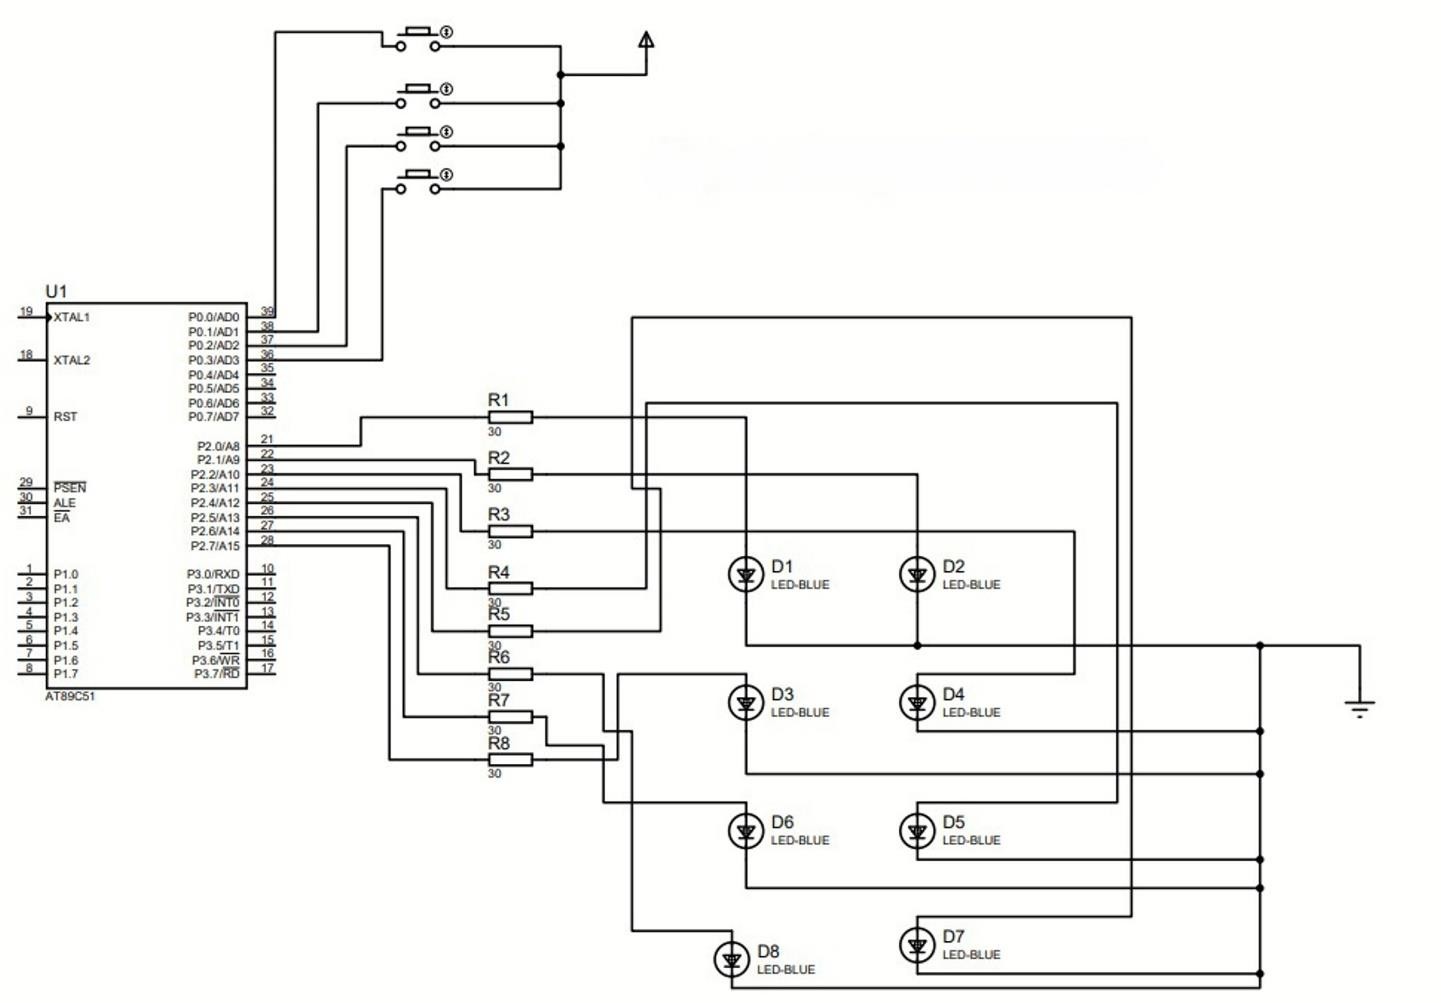 U1
19 XTAL1 P0.0/AD0 39
P0.1/AD1 38
P0.2/AD2 37
18 XTAL2 P0.3/AD3 36
P0.4/AD4 35
P0.5/AD5 34
P0.6/AD6 33
9 RST P0.7/AD7 32
P2.0/A8 21
P2.1/A9 22
P2.2/A10 23
29 PSEN P2.3/A11 24
30 ALE P2.4/A12 25
31 EA P2.5/A13 26
P2.6/A14 27
P2.7/A15 28
1 P1.0 P3.0/RXD 10
2 P1.1 P3.1/TXD 11
3 P1.2 P3.2/INT0 12
4 P1.3 P3.3/INT1 13
5 P1.4 P3.4/T0 14
6 P1.5 P3.5/T1 15
7 P1.6 P3.6/WR 16
8 P1.7 P3.7/RD 17
AT89C51
R1
30
R2
30
R3
30
R4
30
R5
30
R6
30
R7
30
R8
30
D1
LED-BLUE
D2
LED-BLUE
D3
LED-BLUE
D4
LED-BLUE
D6
LED-BLUE
D5
LED-BLUE
D8
LED-BLUE
D7
LED-BLUE